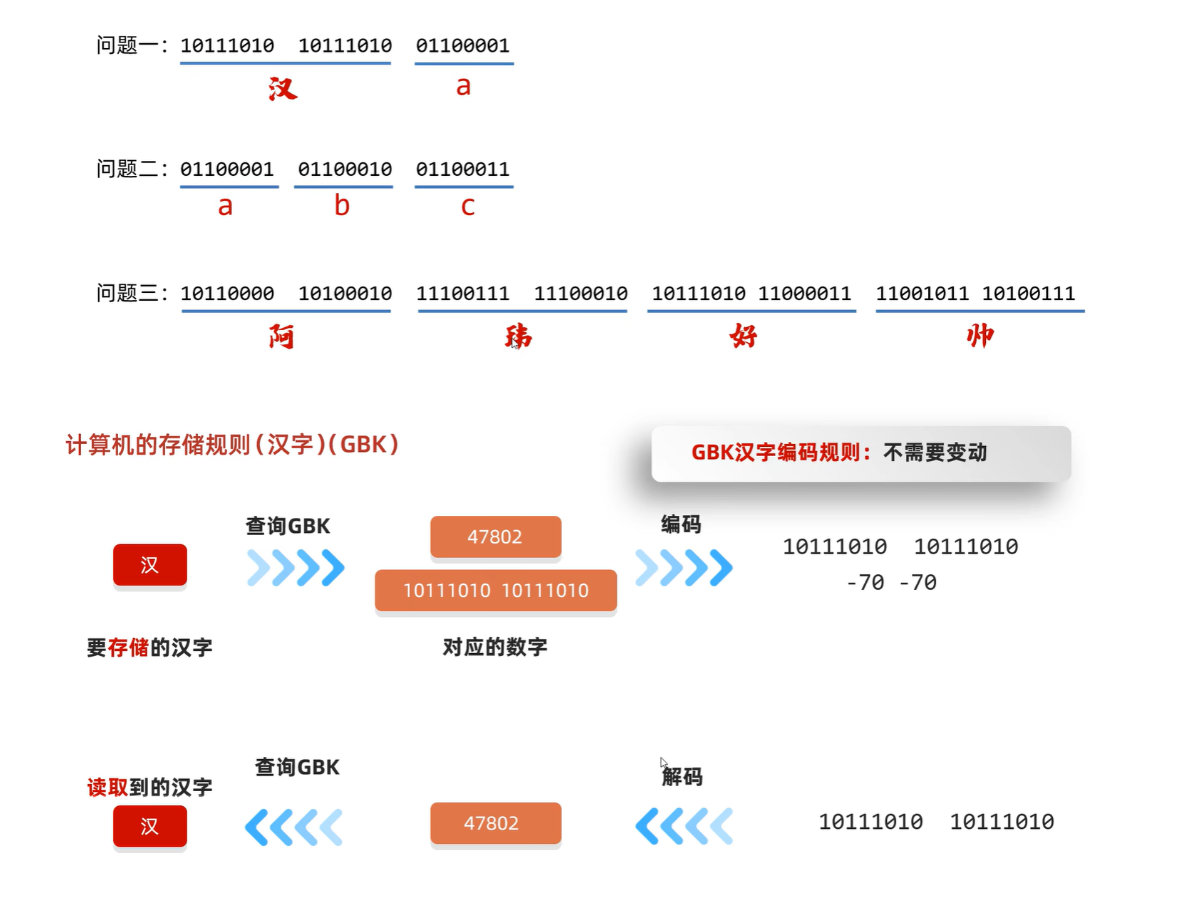 问题一：10111010 10111010 01100001
汉 a
问题二：01100001 01100010 01100011
a b c
问题三：10110000 10100010 11100111 11100010 10111010 11000011 11001011 10100111
阿 玮 好 帅
计算机的存储规则(汉字)(GBK)
GBK汉字编码规则：不需要变动
查询GBK
编码
汉
47802
10111010 10111010
10111010 10111010
-70 -70
要存储的汉字
对应的数字
读取到的汉字
查询GBK
解码
汉
47802
10111010 10111010